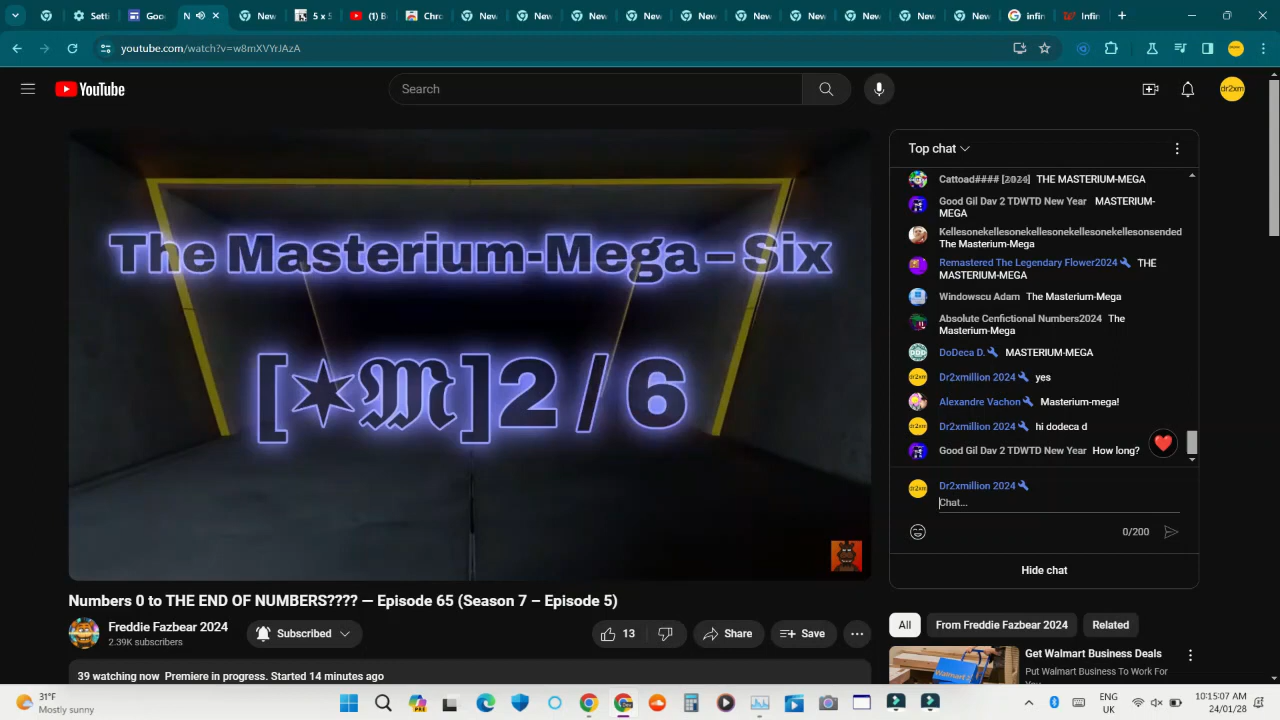 Setti
Goo
N
New
5 x 5
(1) B
Chro
New
New
New
New
New
New
New
New
New
New
infin
Infin
youtube.com/watch?v=w8mXVYrJAzA
YouTube
Search
dr2xm
The Masterium-Mega – Six
[✶𝔐]2/6
Top chat
Cattoad#### [2024] THE MASTERIUM-MEGA
Good Gil Dav 2 TDWTD New Year MASTERIUM-
MEGA
Kellesonekellesonekellesonekellesonsended
The Masterium-Mega
Remastered The Legendary Flower2024 THE
MASTERIUM-MEGA
Windowscu Adam The Masterium-Mega
Absolute Cenfictional Numbers2024 The
Masterium-Mega
DoDeca D. MASTERIUM-MEGA
Dr2xmillion 2024 yes
Alexandre Vachon Masterium-mega!
Dr2xmillion 2024 hi dodeca d
Good Gil Dav 2 TDWTD New Year How long?
Dr2xmillion 2024
Chat...
0/200
Hide chat
Numbers 0 to THE END OF NUMBERS???? — Episode 65 (Season 7 – Episode 5)
Freddie Fazbear 2024
2.39K subscribers
Subscribed
13
Share
Save
39 watching now Premiere in progress. Started 14 minutes ago
All
From Freddie Fazbear 2024
Related
Get Walmart Business Deals
Put Walmart Business To Work For
31°F
Mostly sunny
ENG
UK
10:15:07 AM
24/01/28